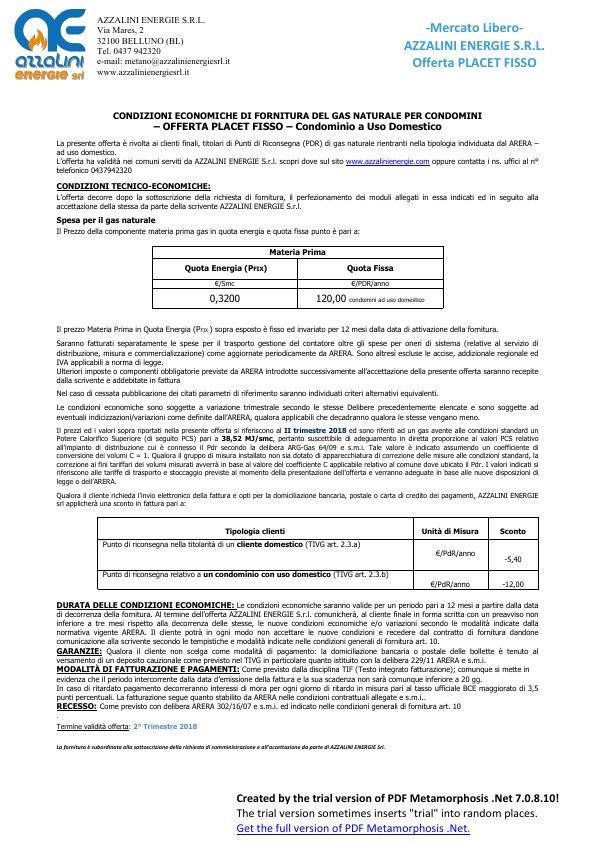 azzalini
energie srl
AZZALINI ENERGIE S.R.L.
Via Mares, 2
32100 BELLUNO (BL)
Tel. 0437 942320
e-mail: metano@azzalinienergiesrl.it
www.azzalinienergiesrl.it
-Mercato Libero-
AZZALINI ENERGIE S.R.L.
Offerta PLACET FISSO
CONDIZIONI ECONOMICHE DI FORNITURA DEL GAS NATURALE PER CONDOMINI
– OFFERTA PLACET FISSO – Condominio a Uso Domestico
La presente offerta è rivolta ai clienti finali, titolari di Punti di Riconsegna (PDR) di gas naturale rientranti nella tipologia individuata dal ARERA –
ad uso domestico.
L'offerta ha validità nei comuni serviti da AZZALINI ENERGIE S.r.l. scopri dove sul sito www.azzalinienergie.com oppure contatta i ns. uffici al n°
telefonico 0437942320
CONDIZIONI TECNICO-ECONOMICHE:
L'offerta decorre dopo la sottoscrizione della richiesta di fornitura, il perfezionamento dei moduli allegati in essa indicati ed in seguito alla
accettazione della stessa da parte della scrivente AZZALINI ENERGIE S.r.l.
Spesa per il gas naturale
Il Prezzo della componente materia prima gas in quota energia e quota fissa punto è pari a:
Materia Prima
Quota Energia (PFIX) Quota Fissa
€/Smc €/PDR/anno
0,3200 120,00 condomini ad uso domestico
Il prezzo Materia Prima in Quota Energia (PFIX ) sopra esposto è fisso ed invariato per 12 mesi dalla data di attivazione della fornitura.
Saranno fatturati separatamente le spese per il trasporto gestione del contatore oltre gli spese per oneri di sistema (relative al servizio di
distribuzione, misura e commercializzazione) come aggiornate periodicamente da ARERA. Sono altresì escluse le accise, addizionale regionale ed
IVA applicabili a norma di legge.
Ulteriori imposte o componenti obbligatorie previste da ARERA introdotte successivamente all'accettazione della presente offerta saranno recepite
dalla scrivente e addebitate in fattura
Nel caso di cessata pubblicazione dei citati parametri di riferimento saranno individuati criteri alternativi equivalenti.
Le condizioni economiche sono soggette a variazione trimestrale secondo le stesse Delibere precedentemente elencate e sono soggette ad
eventuali indicizzazioni/variazioni come definite dall'ARERA, qualora applicabili che decadranno qualora le stesse vengano meno.
Il prezzi ed i valori sopra riportati nella presente offerta si riferiscono al II trimestre 2018 ed sono riferiti ad un gas avente alle condizioni standard un
Potere Calorifico Superiore (di seguito PCS) pari a 38,52 MJ/smc, pertanto suscettibile di adeguamento in diretta proporzione ai valori PCS relativo
all'impianto di distribuzione cui è connesso il Pdr secondo la delibera ARG-Gas 64/09 e s.m.i. Tale valore è indicato assumendo un coefficiente di
conversione dei volumi C = 1. Qualora il gruppo di misura installato non sia dotato di apparecchiatura di correzione delle misure alle condizioni standard, la
correzione ai fini tariffari dei volumi misurati avverrà in base al valore del coefficiente C applicabile relativo al comune dove ubicato il Pdr. I valori indicati si
riferiscono alle tariffe di trasporto e stoccaggio previste al momento della presentazione dell'offerta e verranno adeguate in base alle nuove disposizioni di
legge o dell'ARERA.
Qualora il cliente richieda l'invio elettronico della fattura e opti per la domiciliazione bancaria, postale o carta di credito dei pagamenti, AZZALINI ENERGIE
srl applicherà una sconto in fattura pari a:
Tipologia clienti Unità di Misura Sconto
Punto di riconsegna nella titolarità di un cliente domestico (TIVG art. 2.3.a) €/PdR/anno -5,40
Punto di riconsegna relativo a un condominio con uso domestico (TIVG art. 2.3.b) €/PdR/anno -12,00
DURATA DELLE CONDIZIONI ECONOMICHE: Le condizioni economiche saranno valide per un periodo pari a 12 mesi a partire dalla data
di decorrenza della fornitura. Al termine dell'offerta AZZALINI ENERGIE S.r.l. comunicherà, al cliente finale in forma scritta con un preavviso non
inferiore a tre mesi rispetto alla decorrenza delle stesse, le nuove condizioni economiche e/o variazioni secondo le modalità indicate dalla
normativa vigente ARERA. Il cliente potrà in ogni modo non accettare le nuove condizioni e recedere dal contratto di fornitura dandone
comunicazione alla scrivente secondo le tempistiche e modalità indicate nelle condizioni generali di fornitura art. 10.
GARANZIE: Qualora il cliente non scelga come modalità di pagamento: la domiciliazione bancaria o postale delle bollette è tenuto al
versamento di un deposito cauzionale come previsto nel TIVG in particolare quanto istituito con la delibera 229/11 ARERA e s.m.i.
MODALITÀ DI FATTURAZIONE E PAGAMENTI: Come previsto dalla disciplina TIF (Testo integrato fatturazione); comunque si mette in
evidenza che il periodo intercorrente dalla data d'emissione della fattura e la sua scadenza non sarà comunque inferiore a 20 gg.
In caso di ritardato pagamento decorreranno interessi di mora per ogni giorno di ritardo in misura pari al tasso ufficiale BCE maggiorato di 3,5
punti percentuali. La fatturazione segue quanto stabilito da ARERA nelle condizioni contrattuali allegate e s.m.i..
RECESSO: Come previsto con delibera ARERA 302/16/07 e s.m.i. ed indicato nelle condizioni generali di fornitura art. 10
.
Termine validità offerta: 2° Trimestre 2018
La fornitura è subordinata alla sottoscrizione della richiesta di somministrazione e all'accettazione da parte di AZZALINI ENERGIE Srl.
Created by the trial version of PDF Metamorphosis .Net 7.0.8.10!
The trial version sometimes inserts "trial" into random places.
Get the full version of PDF Metamorphosis .Net.